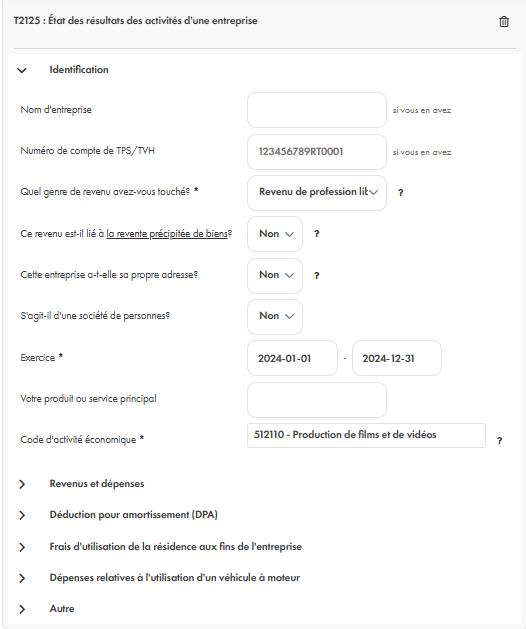 T2125 : État des résultats des activités d'une entreprise
Identification
Nom d'entreprise
si vous en avez
Numéro de compte de TPS/TVH
123456789RT0001
si vous en avez
Quel genre de revenu avez-vous touché? *
Revenu de profession lib
?
Ce revenu est-il lié à la revente précipitée de biens?
Non
?
Cette entreprise a-t-elle sa propre adresse?
Non
?
S'agit-il d'une société de personnes?
Non
Exercice *
2024-01-01 - 2024-12-31
Votre produit ou service principal
Code d'activité économique *
512110 - Production de films et de vidéos
?
Revenus et dépenses
Déduction pour amortissement (DPA)
Frais d'utilisation de la résidence aux fins de l'entreprise
Dépenses relatives à l'utilisation d'un véhicule à moteur
Autre